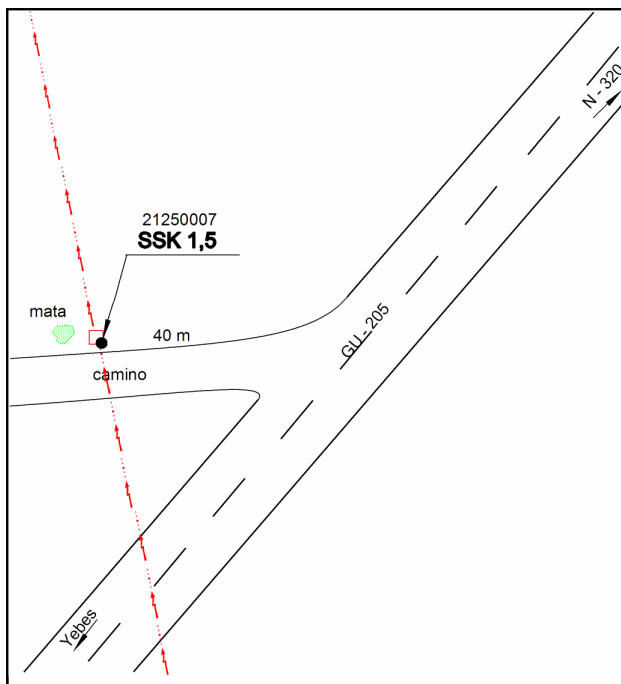 N - 320
21250007
SSK 1,5
mata
40 m
GU - 205
camino
Yebes